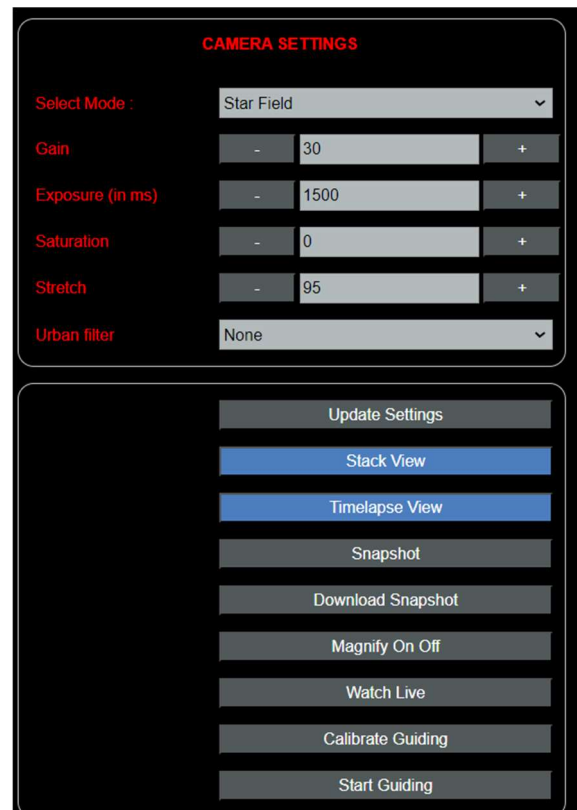 CAMERA SETTINGS
Select Mode : Star Field
Gain - 30 +
Exposure (in ms) - 1500 +
Saturation - 0 +
Stretch - 95 +
Urban filter None
Update Settings
Stack View
Timelapse View
Snapshot
Download Snapshot
Magnify On Off
Watch Live
Calibrate Guiding
Start Guiding